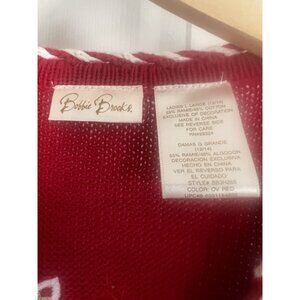 Bobbie Brooks
LADIES L LARGE (12/14)
55% RAMIE/45% COTTON
EXCLUSIVE OF DECORATION
MADE IN CHINA
SEE REVERSE SIDE
FOR CARE
DAMAS G GRANDE
(12/14)
55% RAMIE/45% ALGODON
DECORACION EXCLUSIVA
HECHO EN CHINA
VER EL REVERSO PARA
EL CUIDADO
COLOR: OV RED